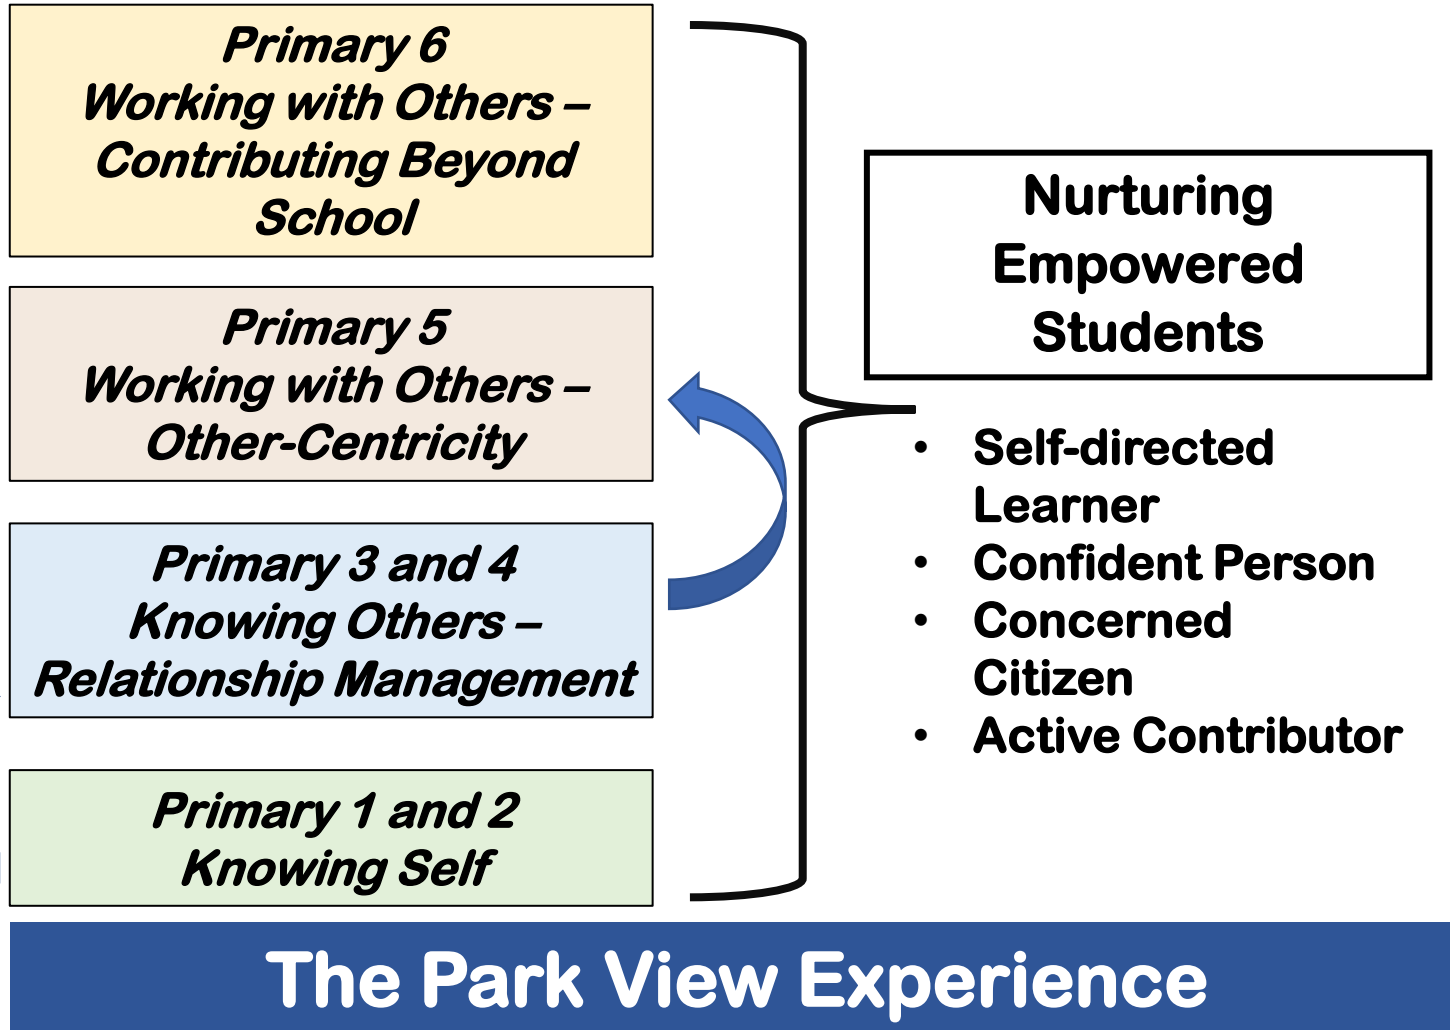 Primary 6
Working with Others –
Contributing Beyond
School
Primary 5
Working with Others –
Other-Centricity
Primary 3 and 4
Knowing Others –
Relationship Management
Primary 1 and 2
Knowing Self
Nurturing
Empowered
Students
• Self-directed
Learner
• Confident Person
• Concerned
Citizen
• Active Contributor
The Park View Experience